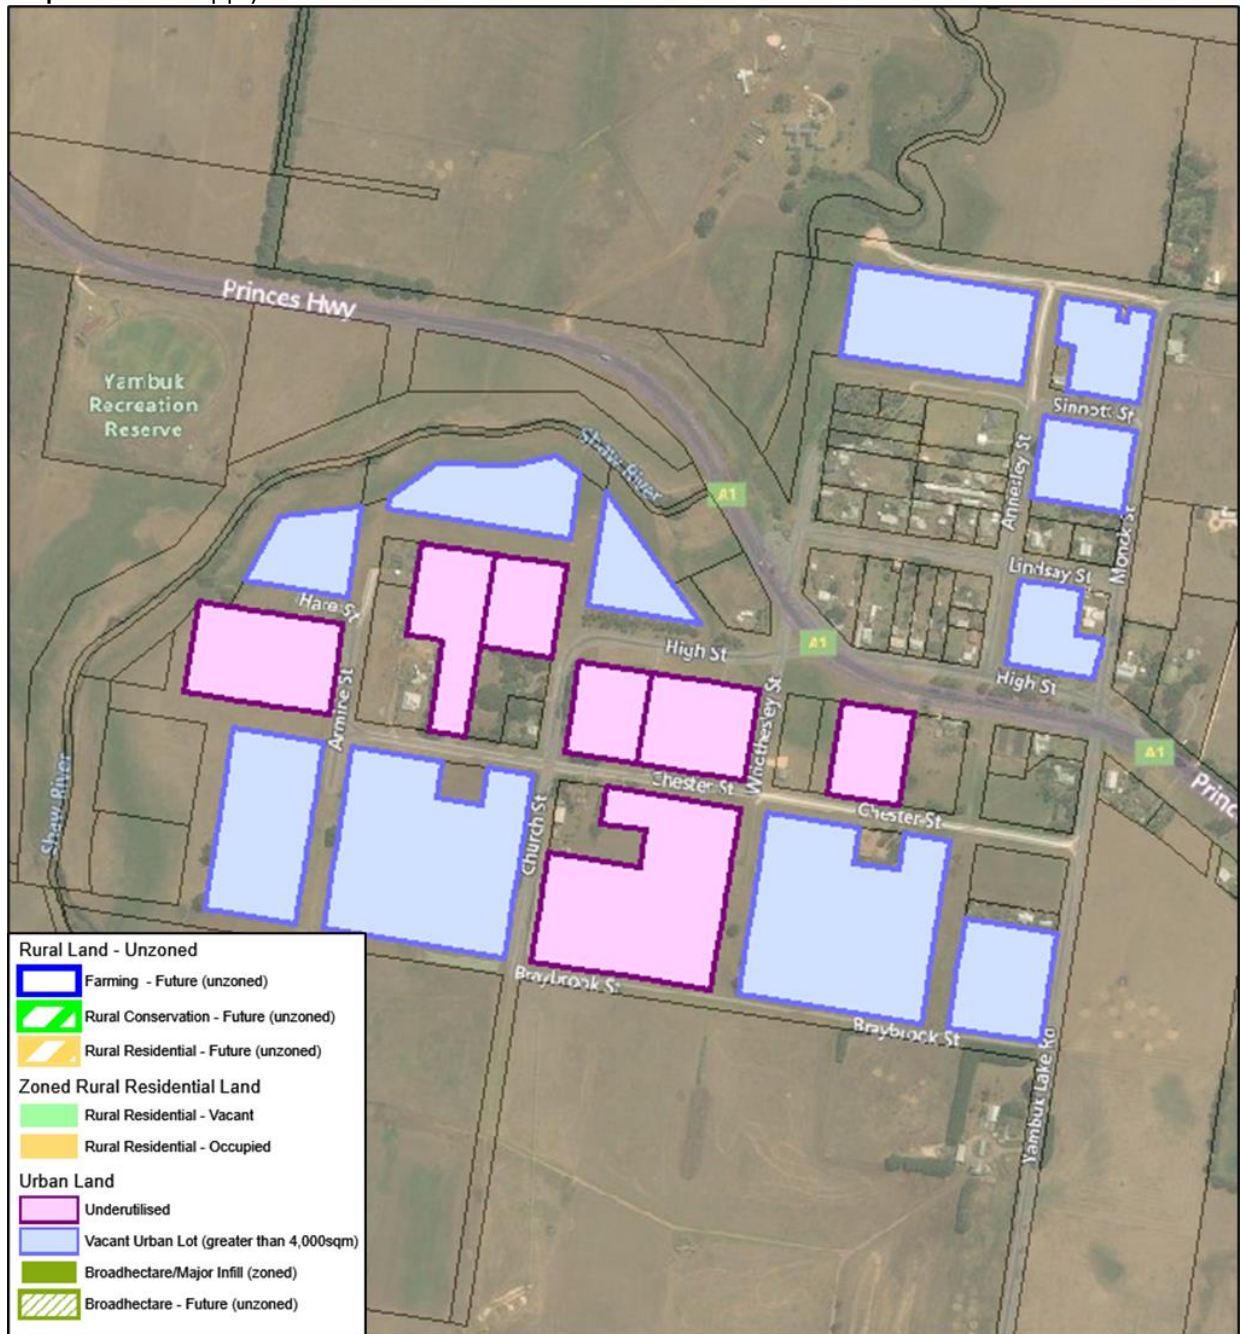 Princes Hwy
Yambuk
Recreation
Reserve
Shaw River
A1
Sinnott St
Annesley St
Monck St
Lindsay St
Hare St
High St
A1
High St
Armire St
A1
Chester St
Chester St
Church St
Shaw River
Braybrook St
Braybrook St
Yambuk Lake Rd
Rural Land - Unzoned
Farming - Future (unzoned)
Rural Conservation - Future (unzoned)
Rural Residential - Future (unzoned)
Zoned Rural Residential Land
Rural Residential - Vacant
Rural Residential - Occupied
Urban Land
Underutilised
Vacant Urban Lot (greater than 4,000sqm)
Broadhectare/Major Infill (zoned)
Broadhectare - Future (unzoned)